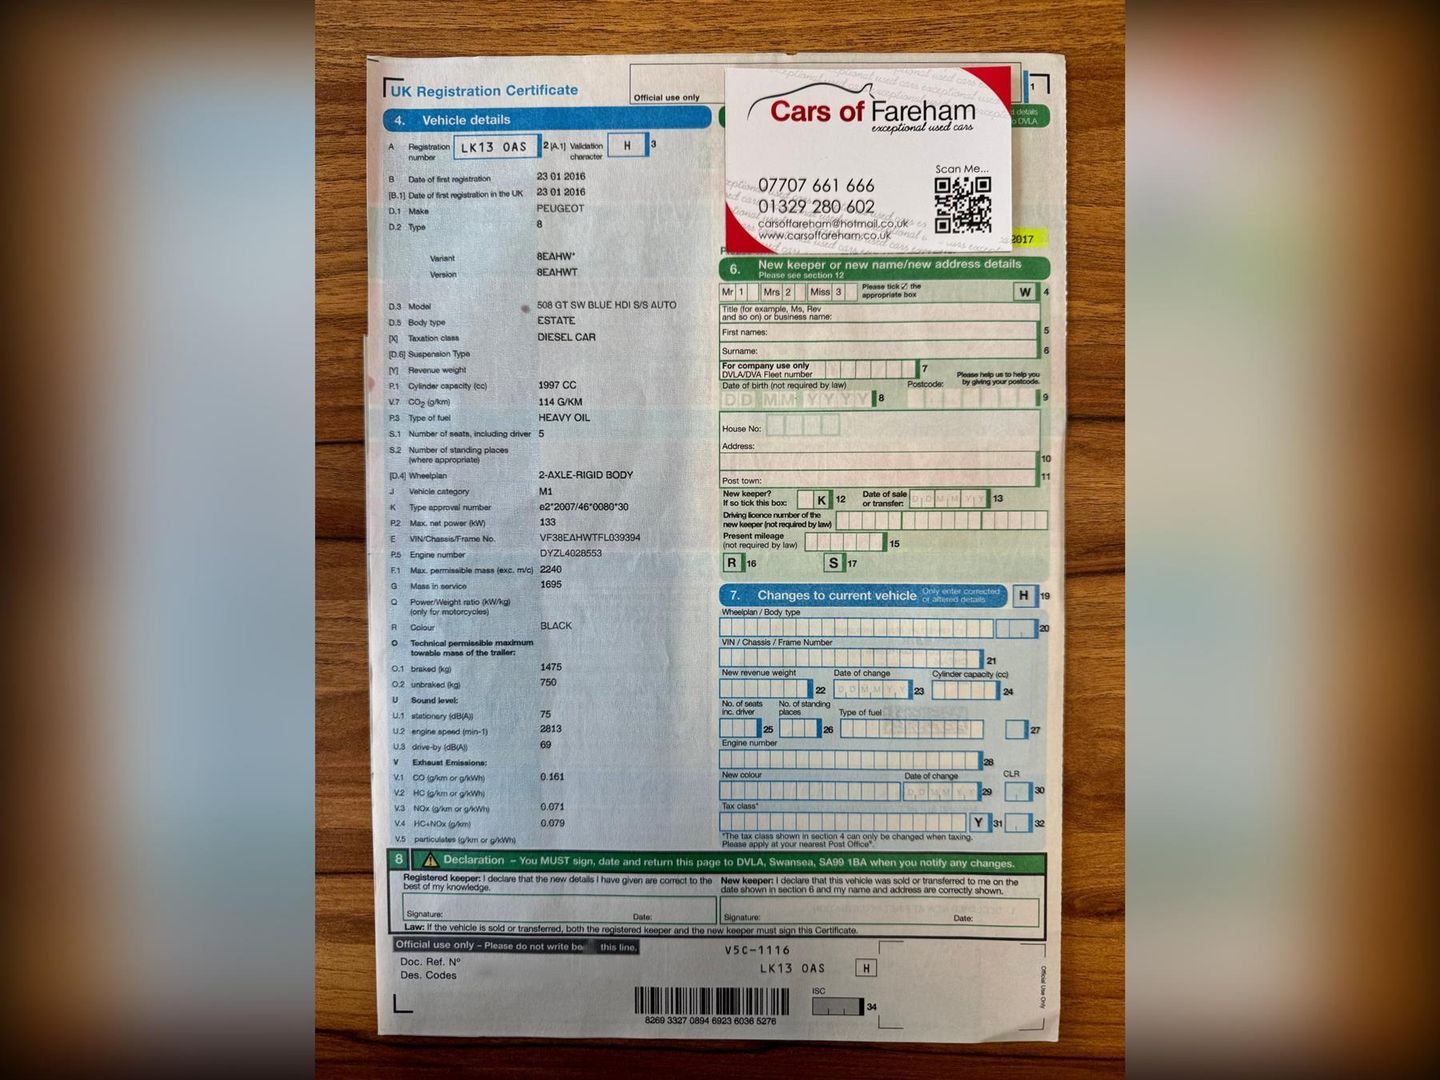 UK Registration Certificate
Official use only
1
4. Vehicle details
A Registration number LK13 OAS 2 [A.1] Validation character H 3
B Date of first registration 23 01 2016
[B.1] Date of first registration in the UK 23 01 2016
D.1 Make PEUGEOT
D.2 Type 8
Variant 8EAHW*
Version 8EAHWT
D.3 Model 508 GT SW BLUE HDI S/S AUTO
D.5 Body type ESTATE
[X] Taxation class DIESEL CAR
[D.6] Suspension Type
[Y] Revenue weight
P.1 Cylinder capacity (cc) 1997 CC
V.7 CO2 (g/km) 114 G/KM
P.3 Type of fuel HEAVY OIL
S.1 Number of seats, including driver 5
S.2 Number of standing places
(where appropriate)
[D.4] Wheelplan 2-AXLE-RIGID BODY
J Vehicle category M1
K Type approval number e2*2007/46*0080*30
P.2 Max. net power (kW) 133
E VIN/Chassis/Frame No. VF38EAHWTFL039394
P.5 Engine number DYZL4028553
F.1 Max. permissible mass (exc. m/c) 2240
G Mass in service 1695
Q Power/Weight ratio (kW/kg)
(only for motorcycles)
R Colour BLACK
O Technical permissible maximum
towable mass of the trailer:
O.1 braked (kg) 1475
O.2 unbraked (kg) 750
U Sound level:
U.1 stationary (dB(A)) 75
U.2 engine speed (min-1) 2813
U.3 drive-by (dB(A)) 69
V Exhaust Emissions:
V.1 CO (g/km or g/kWh) 0.161
V.2 HC (g/km or g/kWh)
V.3 NOx (g/km or g/kWh) 0.071
V.4 HC+NOx (g/km) 0.079
V.5 particulates (g/km or g/kWh)
Cars of Fareham
exceptional used cars
Scan Me...
07707 661 666
01329 280 602
carsoffareham@hotmail.co.uk
www.carsoffareham.co.uk
details
DVLA.
2017
6. New keeper or new name/new address details
Please see section 12
Mr 1 Mrs 2 Miss 3 Please tick ☑ the appropriate box W 4
Title (for example, Ms, Rev
and so on) or business name:
First names: 5
Surname: 6
For company use only
DVLA/DVA Fleet number 7
Please help us to help you
by giving your postcode.
Date of birth (not required by law) Postcode:
D D M M Y Y Y Y 8 9
House No:
Address:
10
Post town: 11
New keeper?
If so tick this box: K 12 Date of sale or transfer: D D M M Y Y 13
Driving licence number of the
new keeper (not required by law)
Present mileage
(not required by law) 15
R 16 S 17
7. Changes to current vehicle Only enter corrected or altered details H 19
Wheelplan / Body type
20
VIN / Chassis / Frame Number
21
New revenue weight Date of change Cylinder capacity (cc)
22 D D M M Y Y 23 24
No. of seats inc. driver No. of standing places Type of fuel
25 26 27
Engine number
28
New colour Date of change CLR
D D M M Y Y 29 30
Tax class*
Y 31 32
*The tax class shown in section 4 can only be changed when taxing.
Please apply at your nearest Post Office®.
8 Declaration – You MUST sign, date and return this page to DVLA, Swansea, SA99 1BA when you notify any changes.
Registered keeper: I declare that the new details I have given are correct to the
best of my knowledge.
New keeper: I declare that this vehicle was sold or transferred to me on the
date shown in section 6 and my name and address are correctly shown.
Signature: Date: Signature: Date:
Law: If the vehicle is sold or transferred, both the registered keeper and the new keeper must sign this Certificate.
Official use only – Please do not write be this line.
V5C-1116
Doc. Ref. Nº
LK13 OAS H
Des. Codes
ISC
34
8269 3327 0894 6923 6036 5276
Official Use Only